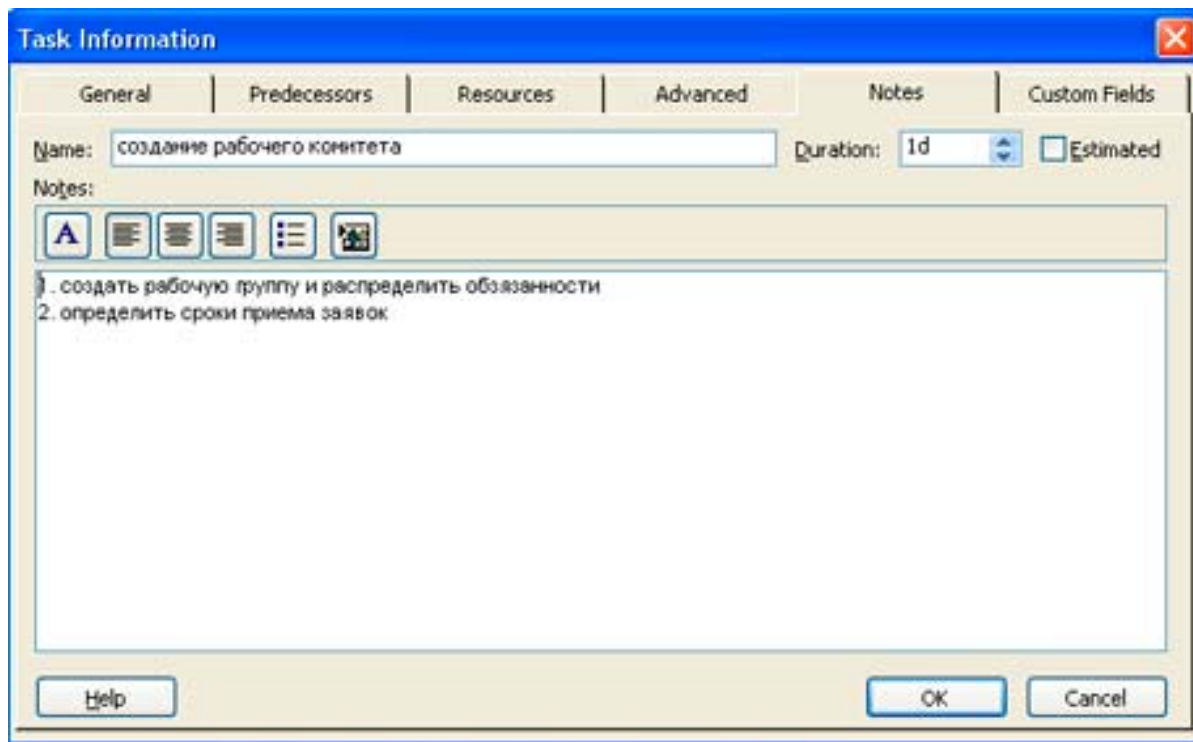 Task Information
General Predecessors Resources Advanced Notes Custom Fields
Name: создание рабочего комитета Duration: 1d Estimated
Notes:
A
1. создать рабочую группу и распределить обзязанности
2. определить сроки приема заявок
Help OK Cancel